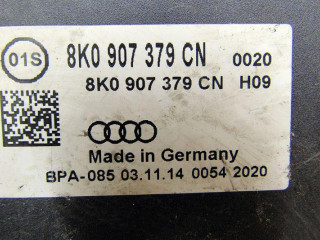 01S 8K0 907 379 CN 0020
8K0 907 379 CN H09
Made in Germany
BPA-085 03.11.14 0054 2020